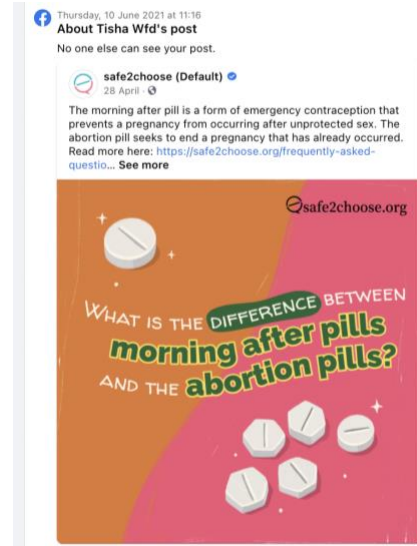 Thursday, 10 June 2021 at 11:16
About Tisha Wfd's post
No one else can see your post.
safe2choose (Default)
28 April ·
The morning after pill is a form of emergency contraception that
prevents a pregnancy from occurring after unprotected sex. The
abortion pill seeks to end a pregnancy that has already occurred.
Read more here: https://safe2choose.org/frequently-asked-
questio... See more
safe2choose.org
WHAT IS THE DIFFERENCE BETWEEN
morning after pills
AND THE abortion pills?